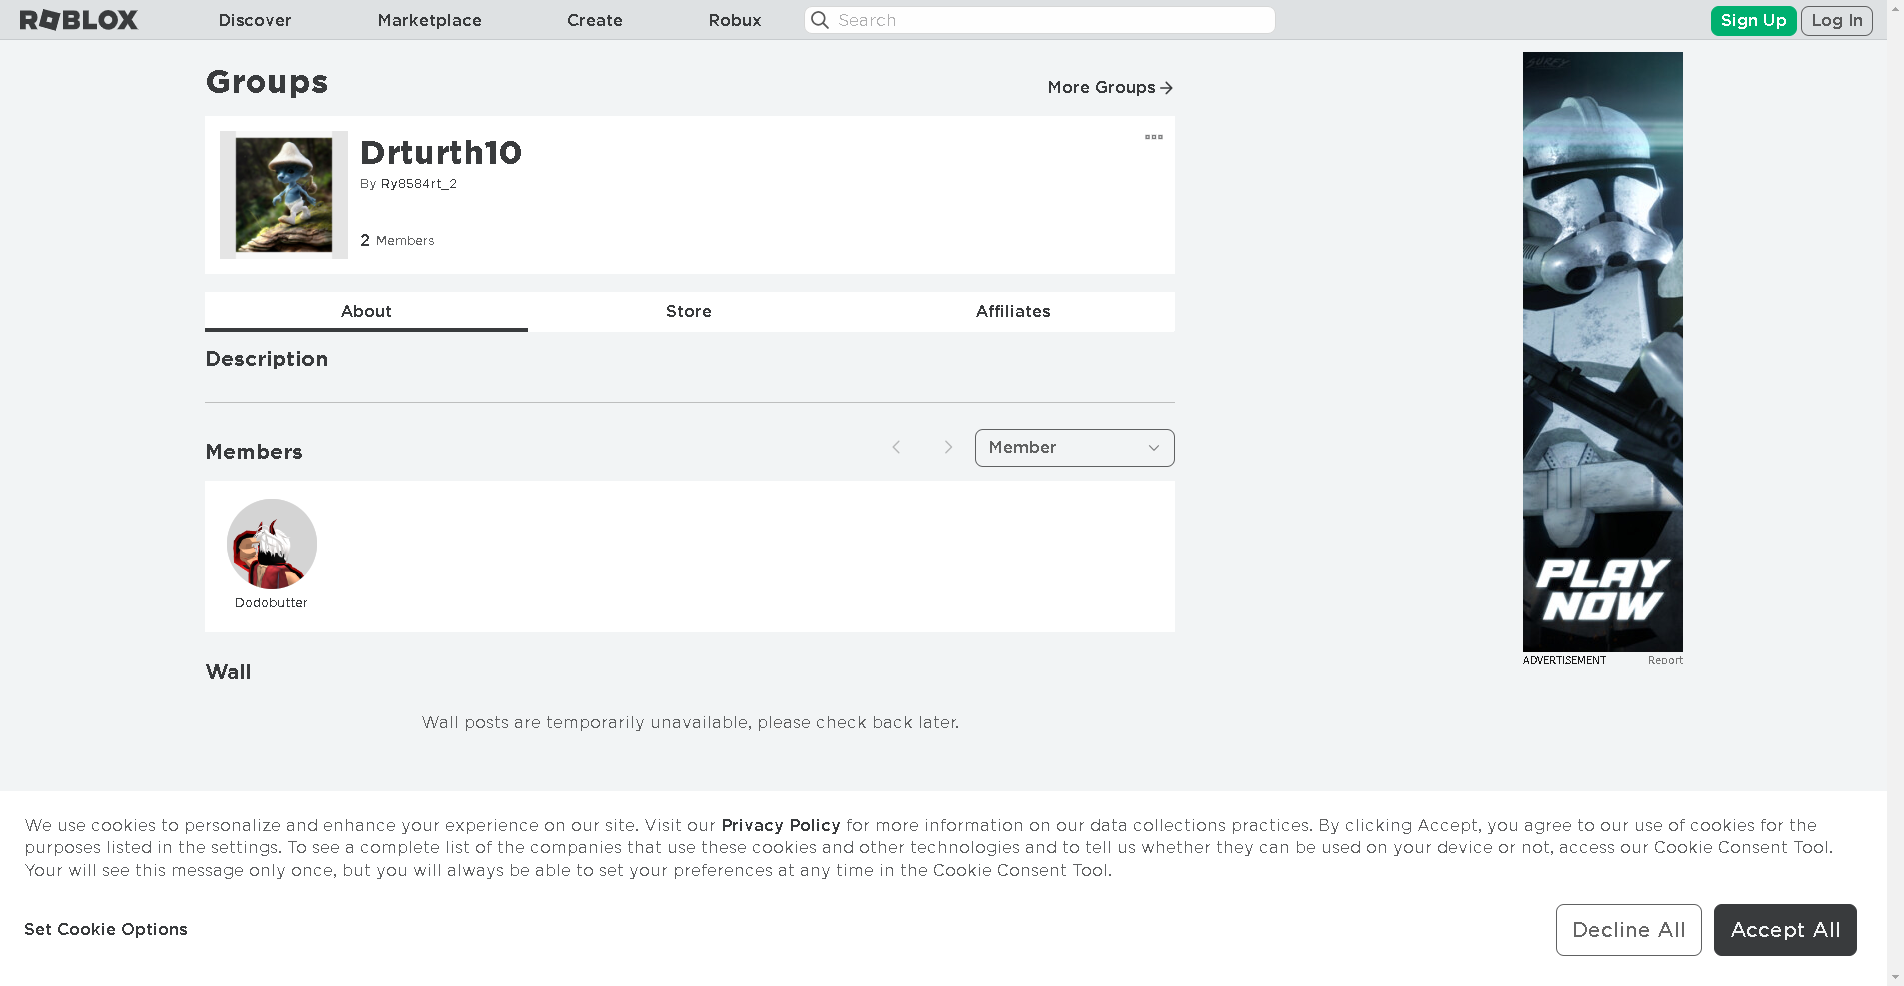 ROBLOX
Discover
Marketplace
Create
Robux
Search
Sign Up
Log In
Groups
More Groups
Drturth10
By Ry8584rt_2
2 Members
About
Store
Affiliates
Description
Members
Member
Dodobutter
Wall
Wall posts are temporarily unavailable, please check back later.
SUREY
PLAY
NOW
ADVERTISEMENT
Report
We use cookies to personalize and enhance your experience on our site. Visit our Privacy Policy for more information on our data collections practices. By clicking Accept, you agree to our use of cookies for the
purposes listed in the settings. To see a complete list of the companies that use these cookies and other technologies and to tell us whether they can be used on your device or not, access our Cookie Consent Tool.
Your will see this message only once, but you will always be able to set your preferences at any time in the Cookie Consent Tool.
Set Cookie Options
Decline All
Accept All